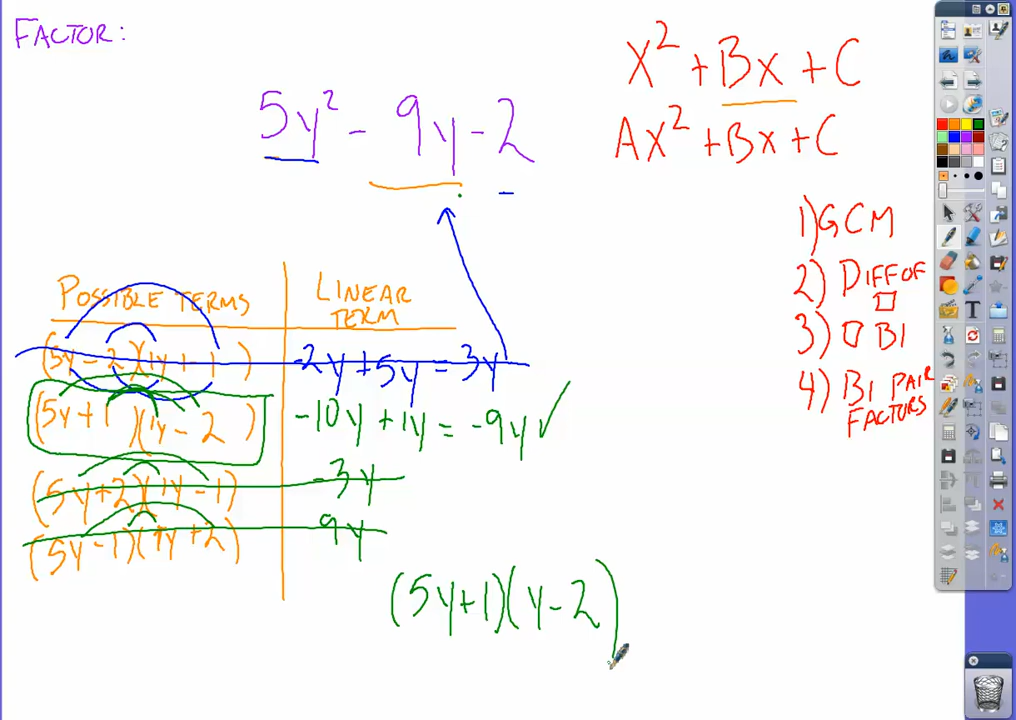 FACTOR:
5y² - 9y - 2
x² + Bx + C
Ax² + Bx + C
1) GCM
2) DIFF OF □
3) □ BI
4) BI PAIR
FACTORS
POSSIBLE TERMS
LINEAR
TERM
(5y - 2)(1y + 1) -2y + 5y = 3y
(5y + 1)(1y - 2) -10y + 1y = -9y ✓
(5y + 2)(1y - 1) -3y
(5y - 1)(1y + 2) 9y
(5y + 1)(y - 2)
T